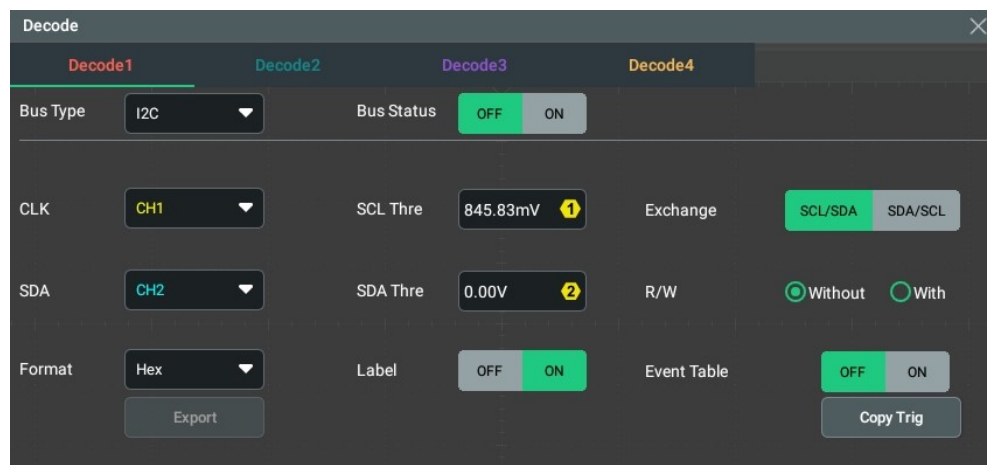 Decode
Decode1 Decode2 Decode3 Decode4
Bus Type I2C Bus Status OFF ON
CLK CH1 SCL Thre 845.83mV 1 Exchange SCL/SDA SDA/SCL
SDA CH2 SDA Thre 0.00V 2 R/W Without With
Format Hex Label OFF ON Event Table OFF ON
Export Copy Trig